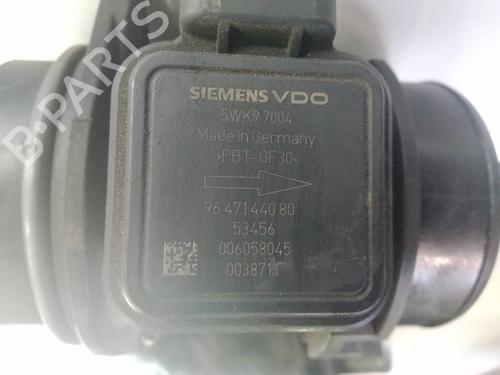 B-PARTS
SIEMENS VDO
5WK9 7004
Made in Germany
>PBT-GF30<
96 471 440 80
53456
006058045
0038713